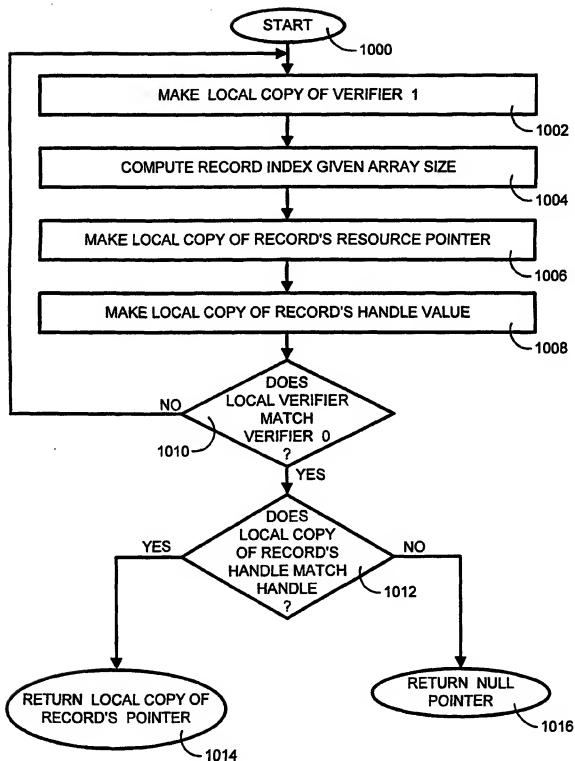 START
1000
MAKE LOCAL COPY OF VERIFIER 1
1002
COMPUTE RECORD INDEX GIVEN ARRAY SIZE
1004
MAKE LOCAL COPY OF RECORD'S RESOURCE POINTER
1006
MAKE LOCAL COPY OF RECORD'S HANDLE VALUE
1008
DOES
LOCAL VERIFIER
MATCH
VERIFIER 0
?
NO
1010
YES
DOES
LOCAL COPY
OF RECORD'S
HANDLE MATCH
HANDLE
?
YES
NO
1012
RETURN LOCAL COPY OF
RECORD'S POINTER
1014
RETURN NULL
POINTER
1016